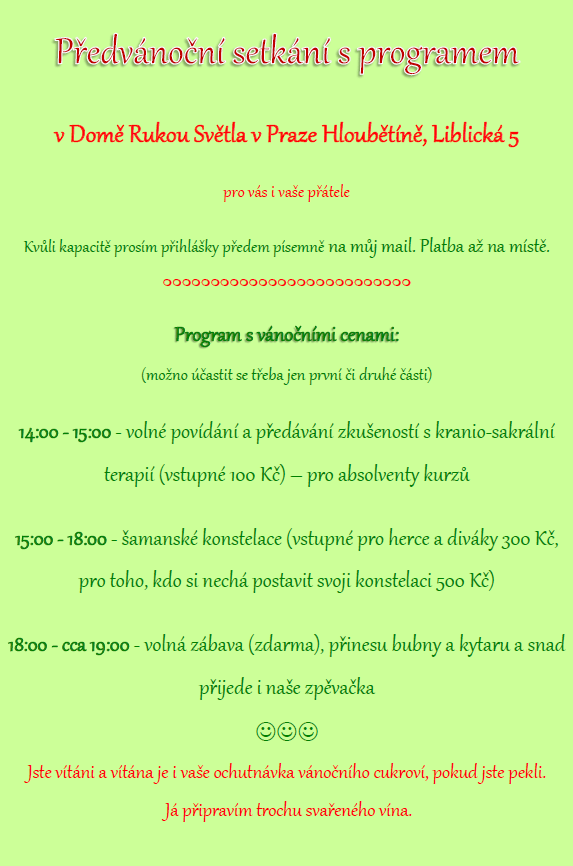 Předvánoční setkání s programem
v Domě Rukou Světla v Praze Hloubětíně, Liblická 5
pro vás i vaše přátele
Kvůli kapacitě prosím přihlášky předem písemně na můj mail. Platba až na místě.
Program s vánočními cenami:
(možno účastit se třeba jen první či druhé části)
14:00 - 15:00 - volné povídání a předávání zkušeností s kranio-sakrální
terapií (vstupné 100 Kč) – pro absolventy kurzů
15:00 - 18:00 - šamanské konstelace (vstupné pro herce a diváky 300 Kč,
pro toho, kdo si nechá postavit svoji konstelaci 500 Kč)
18:00 - cca 19:00 - volná zábava (zdarma), přinesu bubny a kytaru a snad
přijede i naše zpěvačka
☺☺☺
Jste vítáni a vítána je i vaše ochutnávka vánočního cukroví, pokud jste pekli.
Já připravím trochu svařeného vína.